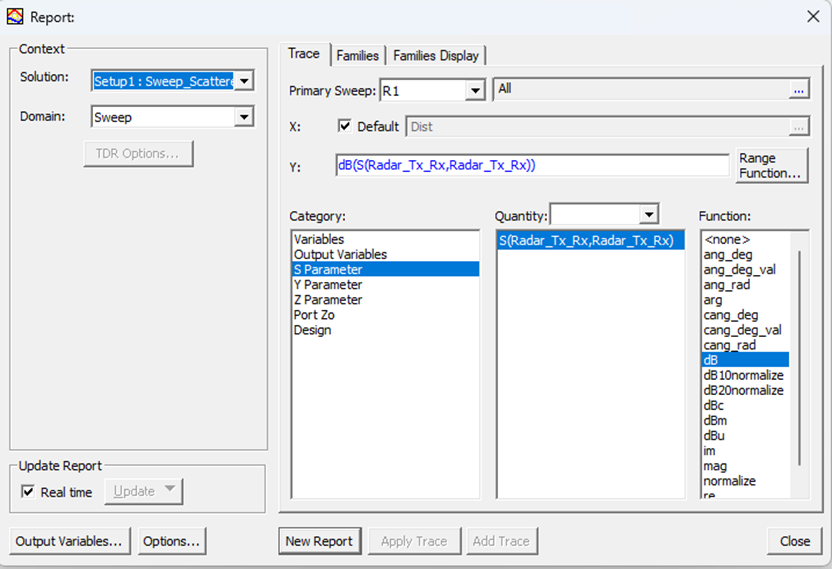 Report:
Context
Solution: Setup1 : Sweep_Scattere
Domain: Sweep
TDR Options...
Update Report
Real time Update
Output Variables... Options...
Trace Families Families Display
Primary Sweep: R1 All ...
X: Default Dist ...
Y: dB(S(Radar_Tx_Rx,Radar_Tx_Rx)) Range
Function...
Category:
Variables
Output Variables
S Parameter
Y Parameter
Z Parameter
Port Zo
Design
Quantity:
S(Radar_Tx_Rx,Radar_Tx_Rx)
Function:
<none>
ang_deg
ang_deg_val
ang_rad
arg
cang_deg
cang_deg_val
cang_rad
dB
dB10normalize
dB20normalize
dBc
dBm
dBu
im
mag
normalize
re
New Report Apply Trace Add Trace Close